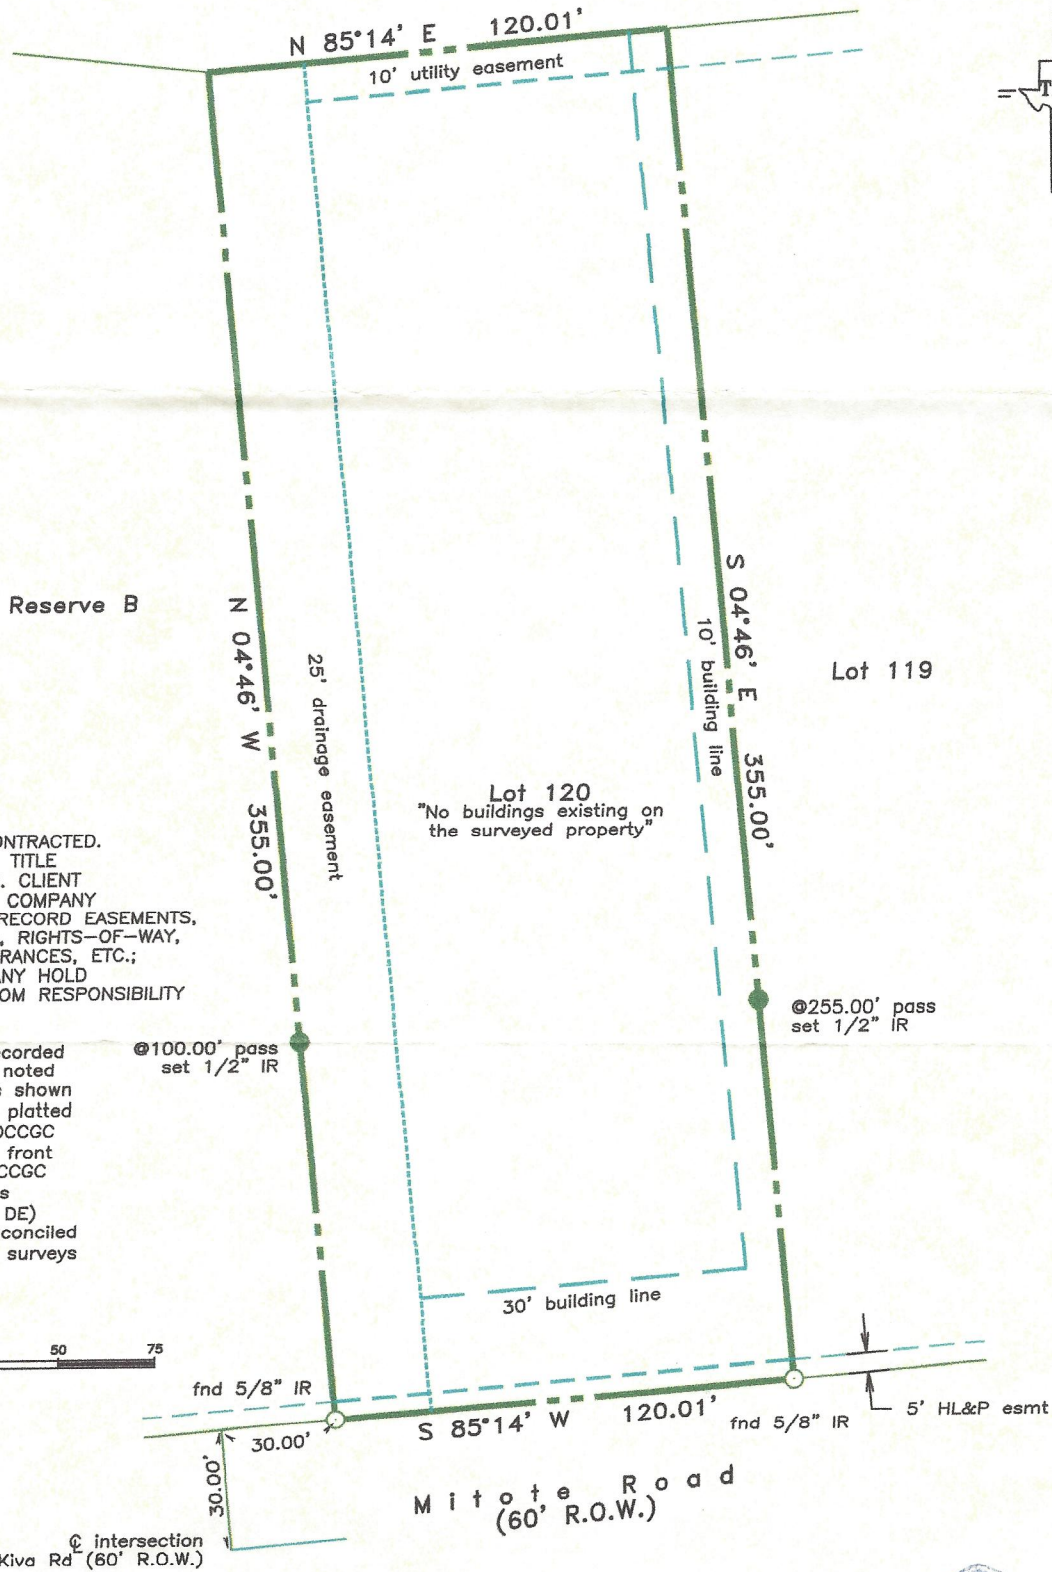 N 85°14' E 120.01'
10' utility easement
= T
Reserve B
N 04°46' W 355.00'
25' drainage easement
S 04°46' E 355.00'
10' building line
Lot 119
Lot 120
"No buildings existing on
the surveyed property"
ONTRACTED.
TITLE
. CLIENT
COMPANY
RECORD EASEMENTS,
, RIGHTS-OF-WAY,
RANCES, ETC.;
NY HOLD
OM RESPONSIBILITY
@255.00' pass
set 1/2" IR
@100.00' pass
set 1/2" IR
corded
noted
shown
platted
OCCGC
front
CCGC
s
DE)
conciled
surveys
30' building line
50 75
fnd 5/8" IR
S 85°14' W 120.01'
fnd 5/8" IR
5' HL&P esmt
30.00'
30.00'
Mitote Road
(60' R.O.W.)
℄ intersection
Kiva Rd (60' R.O.W.)